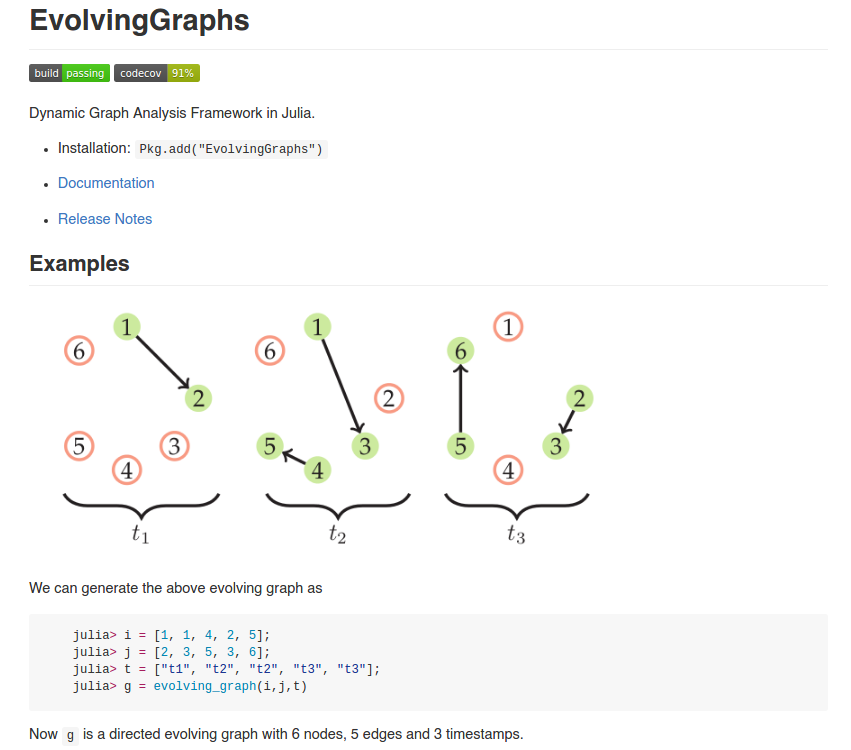 EvolvingGraphs
build passing codecov 91%
Dynamic Graph Analysis Framework in Julia.
• Installation: Pkg.add("EvolvingGraphs")
• Documentation
• Release Notes
Examples
1 1 1
6 6 6
2 2 2
5 3 5 3 5 3
4 4 4
t1 t2 t3
We can generate the above evolving graph as
julia> i = [1, 1, 4, 2, 5];
julia> j = [2, 3, 5, 3, 6];
julia> t = ["t1", "t2", "t2", "t3", "t3"];
julia> g = evolving_graph(i,j,t)
Now g is a directed evolving graph with 6 nodes, 5 edges and 3 timestamps.